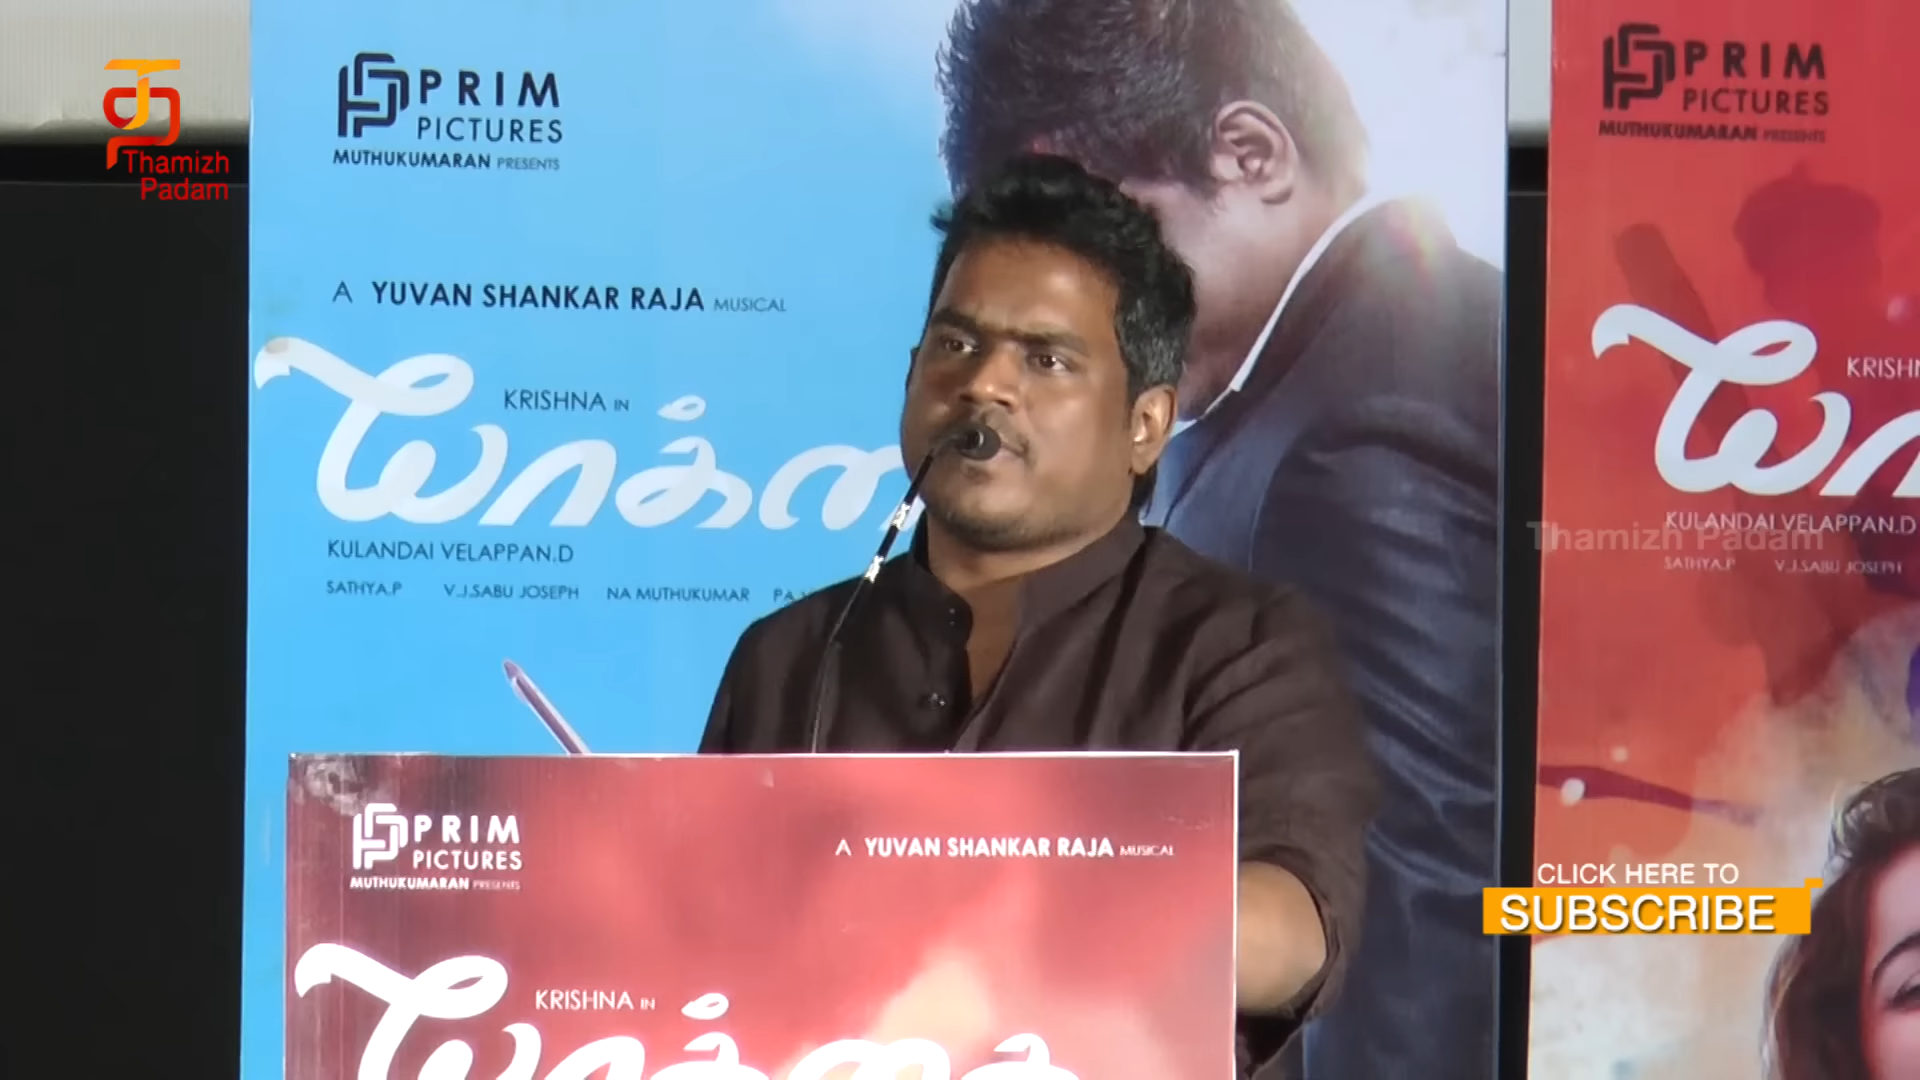 த
Thamizh
Padam
PRIM
PICTURES
MUTHUKUMARAN PRESENTS
A YUVAN SHANKAR RAJA MUSICAL
KRISHNA IN
யாக்கை
KULANDAI VELAPPAN.D
SATHYA.P V.J.SABU JOSEPH NA MUTHUKUMAR
PRIM
PICTURES
MUTHUKUMARAN PRESENTS
KULANDAI VELAPPAN.D
Thamizh Padam
SATHYA.P V.J.SABU JOSEPH
PRIM
PICTURES
MUTHUKUMARAN PRESENTS
A YUVAN SHANKAR RAJA MUSICAL
KRISHNA IN
யாக்கை
CLICK HERE TO
SUBSCRIBE